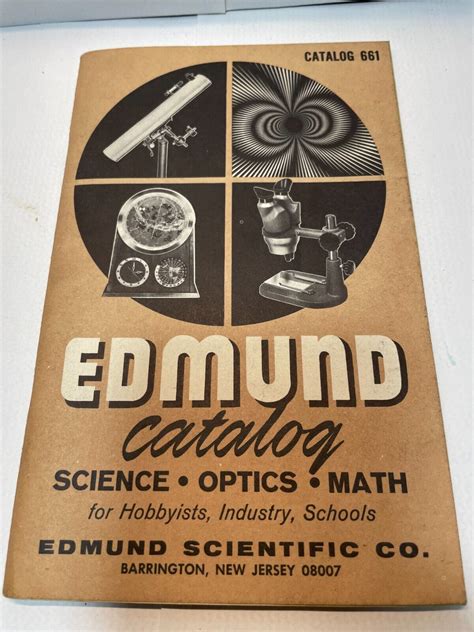 CATALOG 661
EDMUND
catalog
SCIENCE • OPTICS • MATH
for Hobbyists, Industry, Schools
EDMUND SCIENTIFIC CO.
BARRINGTON, NEW JERSEY 08007